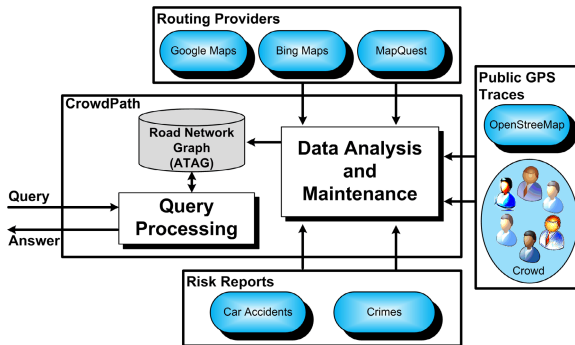 Routing Providers
Google Maps
Bing Maps
MapQuest
Public GPS
Traces
OpenStreeMap
Crowd
CrowdPath
Road Network
Graph
(ATAG)
Data Analysis
and
Maintenance
Query
Answer
Query
Processing
Risk Reports
Car Accidents
Crimes